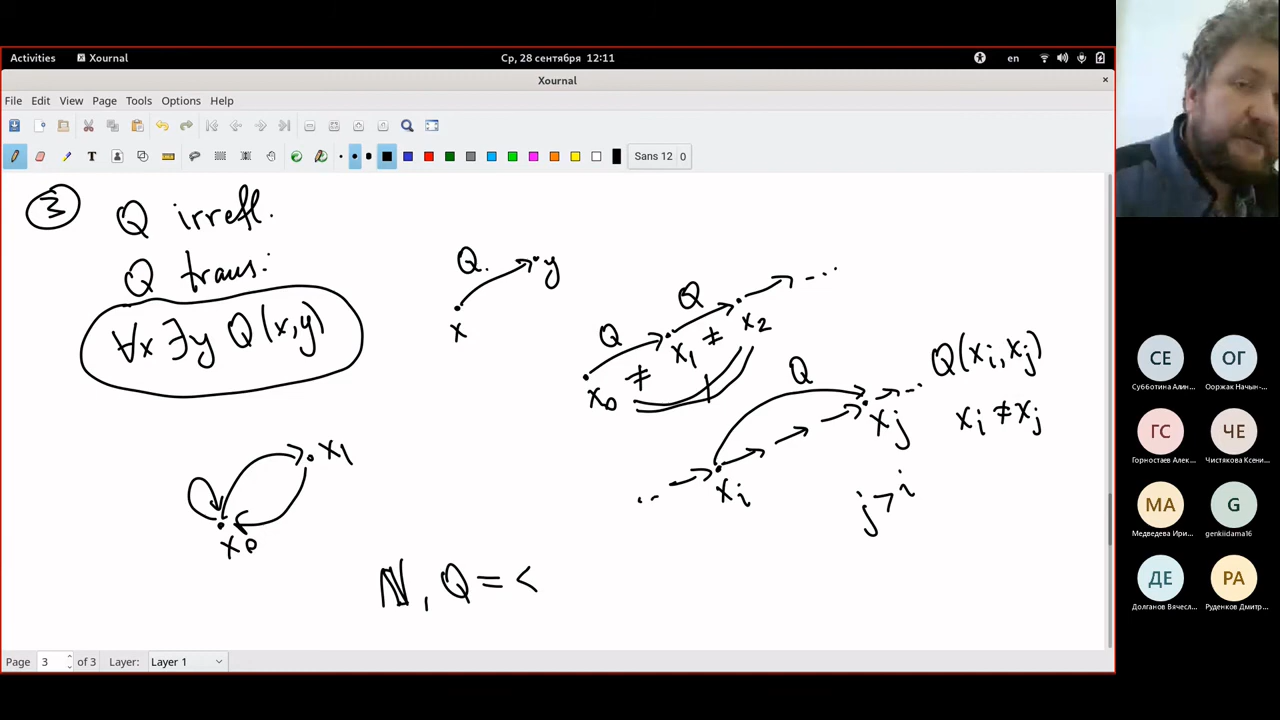 Activities
Xournal
Ср, 28 сентября 12:11
en
Xournal
File Edit View Page Tools Options Help
Sans 12 0
③ Q irrefl.
Q trans.
∀x ∃y Q(x,y)
Q.
x
y
Q
Q
...
x₀ ≠ x₁ ≠ x₂
Q
Q(xᵢ,xⱼ)
xᵢ ≠ xⱼ
...
xᵢ
xⱼ
...
j > i
x₁
x₀
ℕ, Q = <
Page 3 of 3 Layer: Layer 1
СЕ
Субботина Алин...
ОГ
Ооржак Начын-...
ГС
Горностаев Алек...
ЧЕ
Чистякова Ксени...
МА
Медведева Ири...
G
genkiidama16
ДЕ
Долганов Вячесл...
РА
Руденков Дмитр...